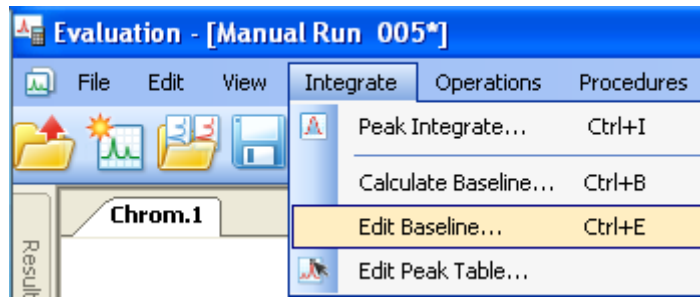 Evaluation - [Manual Run 005*]
File Edit View Integrate Operations Procedures
Peak Integrate... Ctrl+I
Calculate Baseline... Ctrl+B
Chrom.1
Edit Baseline... Ctrl+E
Edit Peak Table...